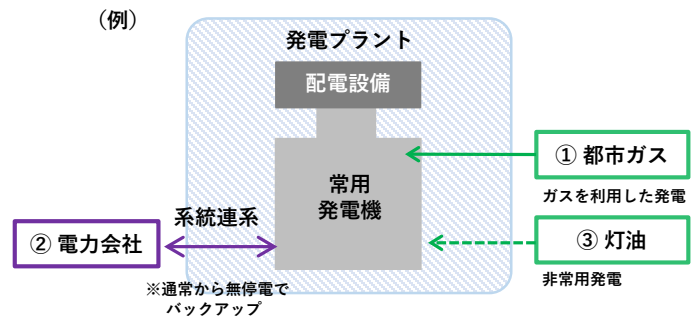 （例）
発電プラント
配電設備
常用
発電機
① 都市ガス
ガスを利用した発電
系統連系
② 電力会社
※通常から無停電で
バックアップ
③ 灯油
非常用発電